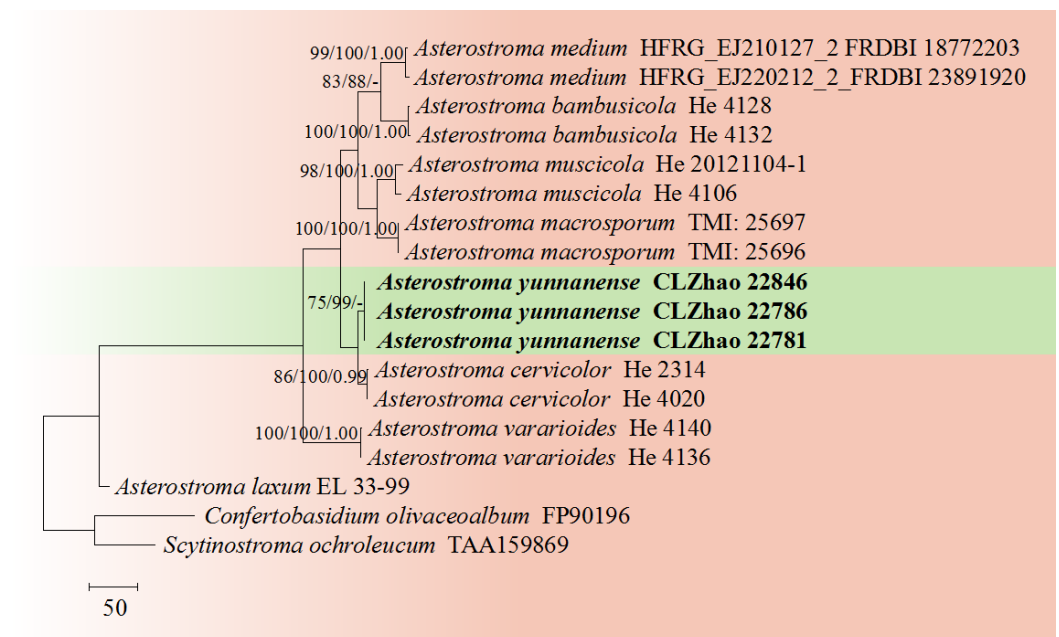 99/100/1.00
Asterostroma medium HFRG_EJ210127_2 FRDBI 18772203
83/88/-
Asterostroma medium HFRG_EJ220212_2_FRDBI 23891920
Asterostroma bambusicola He 4128
100/100/1.00
Asterostroma bambusicola He 4132
98/100/1.00
Asterostroma muscicola He 20121104-1
Asterostroma muscicola He 4106
100/100/1.00
Asterostroma macrosporum TMI: 25697
Asterostroma macrosporum TMI: 25696
Asterostroma yunnanense CLZhao 22846
75/99/-
Asterostroma yunnanense CLZhao 22786
Asterostroma yunnanense CLZhao 22781
86/100/0.99
Asterostroma cervicolor He 2314
Asterostroma cervicolor He 4020
100/100/1.00
Asterostroma vararioides He 4140
Asterostroma vararioides He 4136
Asterostroma laxum EL 33-99
Confertobasidium olivaceoalbum FP90196
Scytinostroma ochroleucum TAA159869
50